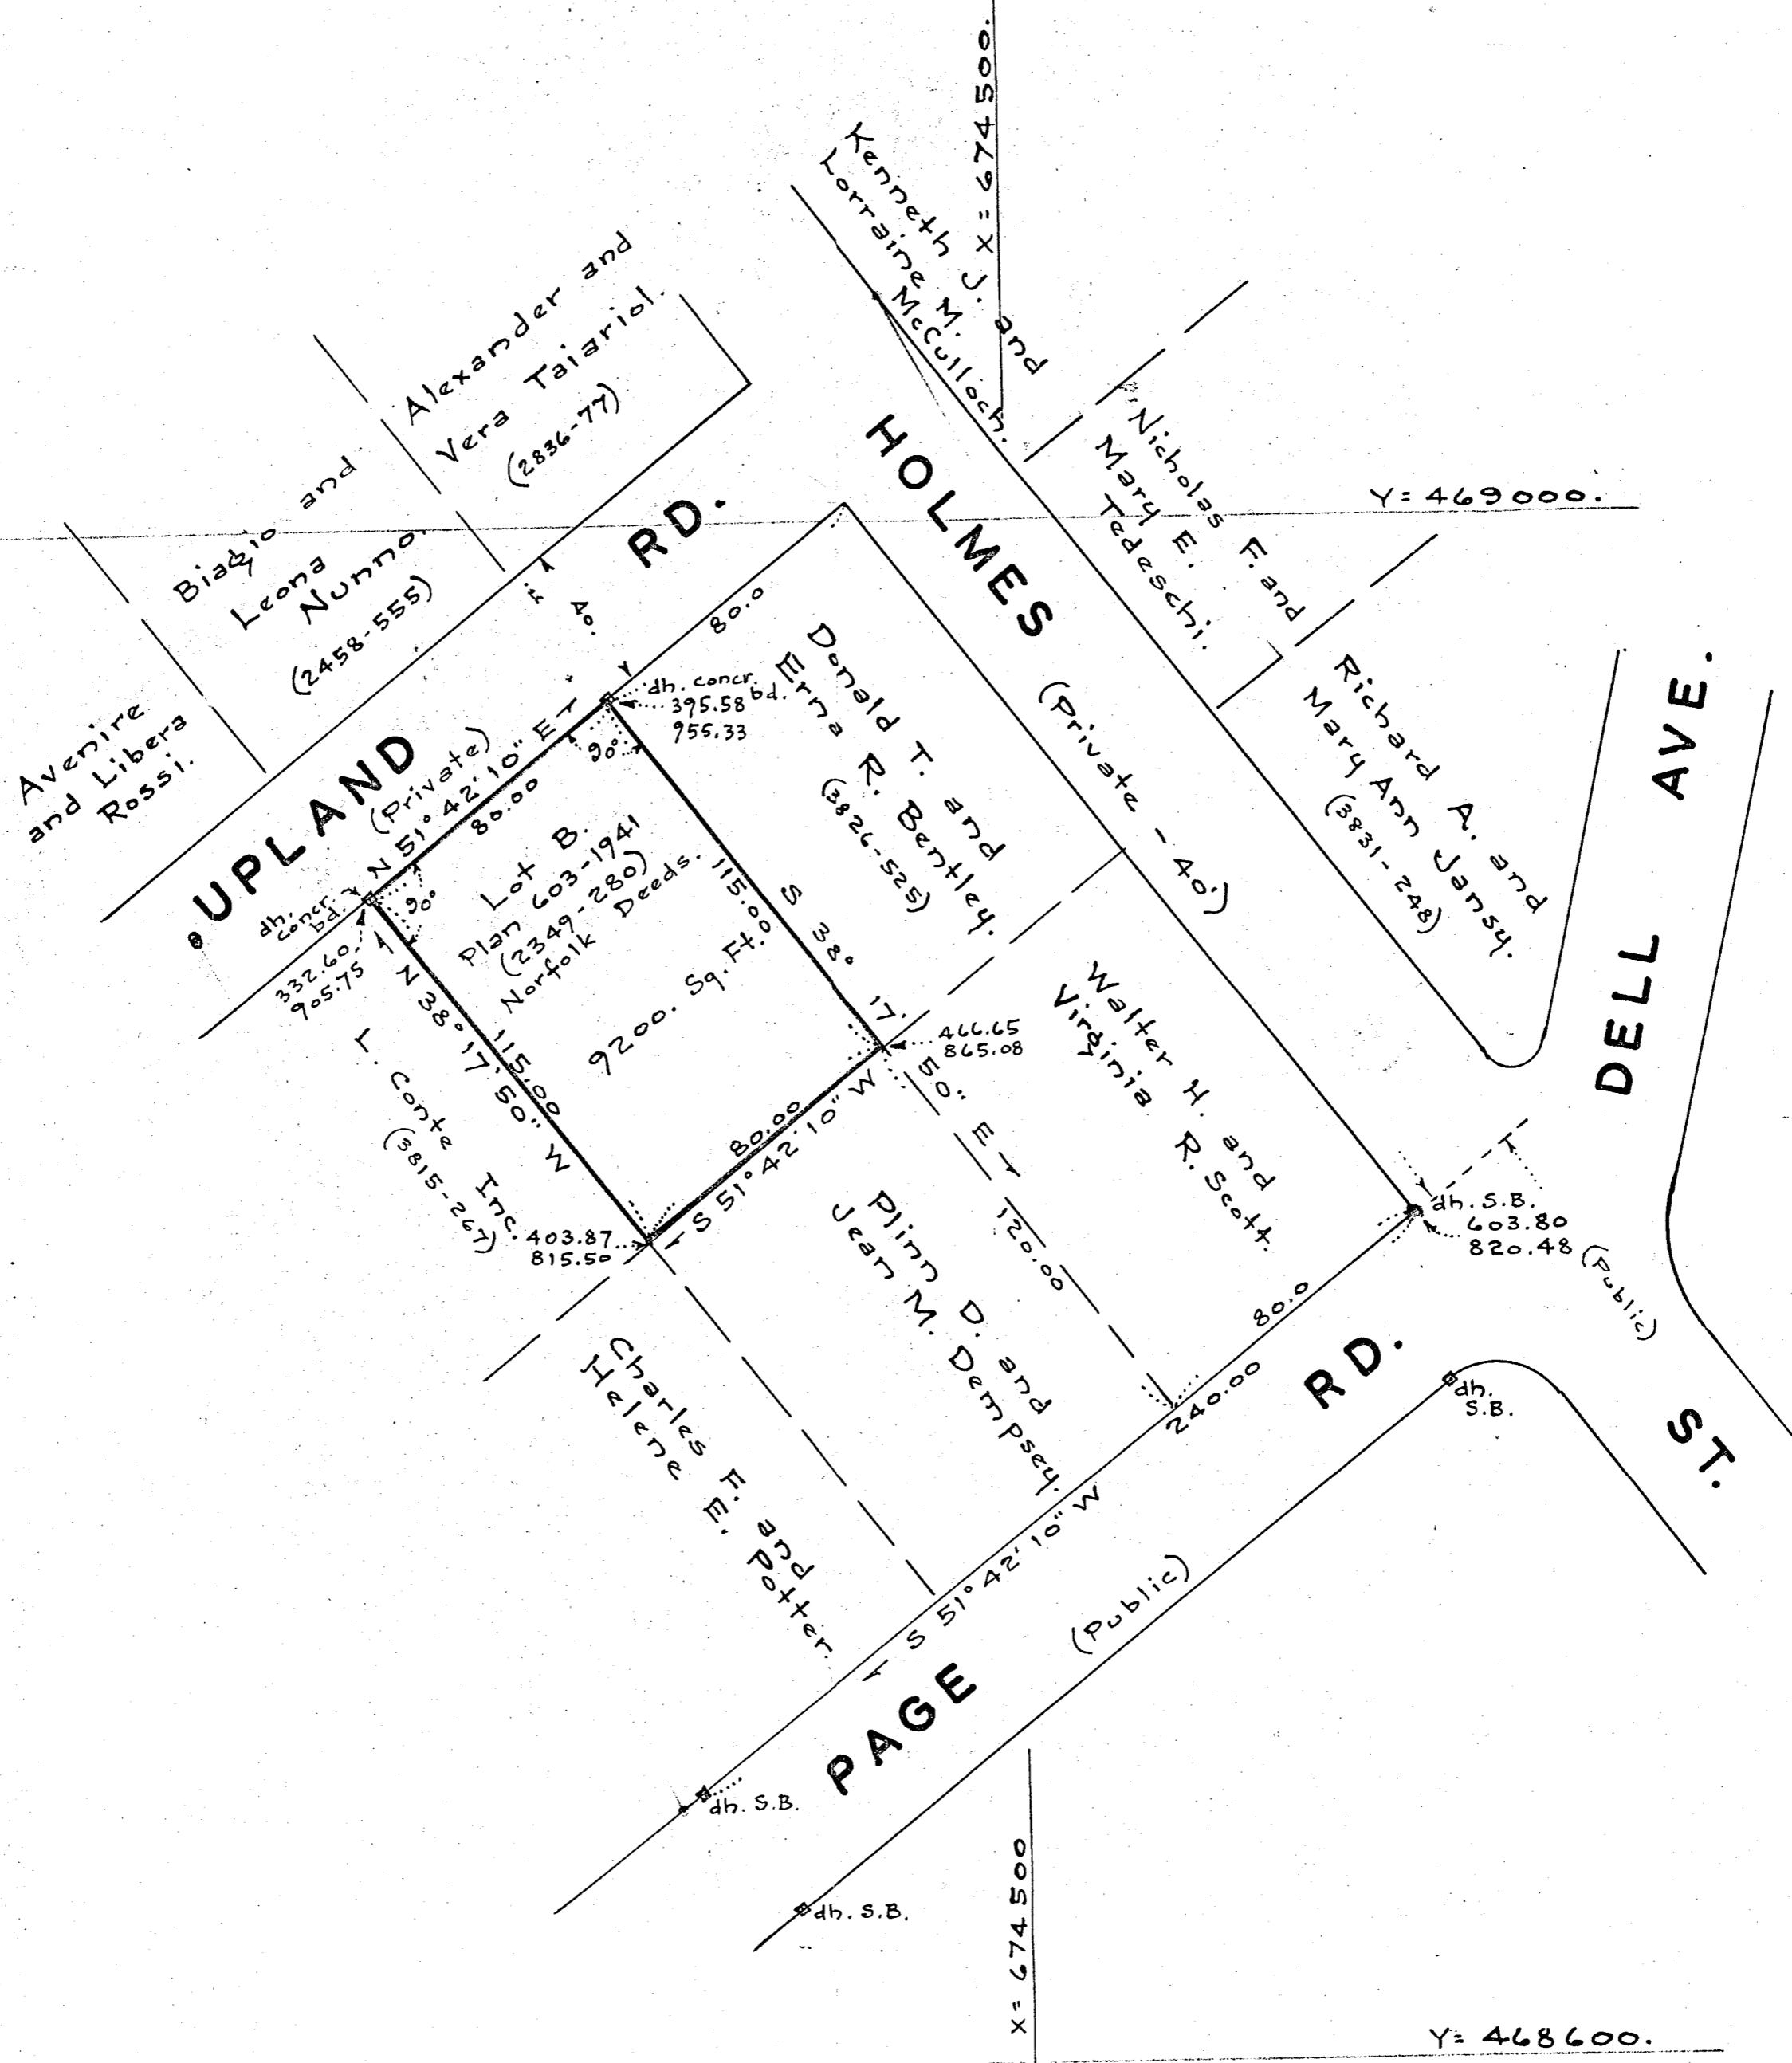 X = 674500.
Kenneth J. and
Lorraine M.
McCulloch.
Alexander and
Vera Taiariol.
(2836-77)
Biagio and
Leona
Nunno.
(2458-555)
Avenire
and Libera
Rossi.
UPLAND RD.
(Private)
40.
HOLMES
(Private - 40.)
Nicholas F. and
Mary E.
Tedeschi.
Y = 469000.
Richard A. and
Mary Ann Jansy.
(3831-248)
DELL AVE.
80.0
dh. concr. bd.
395.58
955.33
Donald T. and
Erna R. Bentley.
(3826-525)
N 51° 42' 10" E
80.00
90°
90°
dh. concr. bd.
332.60
905.75
Lot B.
Plan 603-1941
(2349-280)
Norfolk Deeds.
9200. Sq. Ft.
115.00
S 38° 17' 50" E
N 38° 17' 50" W
115.00
80.00
S 51° 42' 10" W
466.65
865.08
403.87
815.50
Conte Inc.
(3815-267)
Walter H. and
Virginia R. Scott.
120.00
Plinn D. and
Jean M. Dempsey.
Charles F. and
Helene E. Potter.
dh. S.B.
603.80
820.48
(Public)
80.0
240.00
S 51° 42' 10" W
PAGE RD.
(Public)
dh.
S.B.
ST.
dh. S.B.
dh. S.B.
X = 674500
Y = 468600.